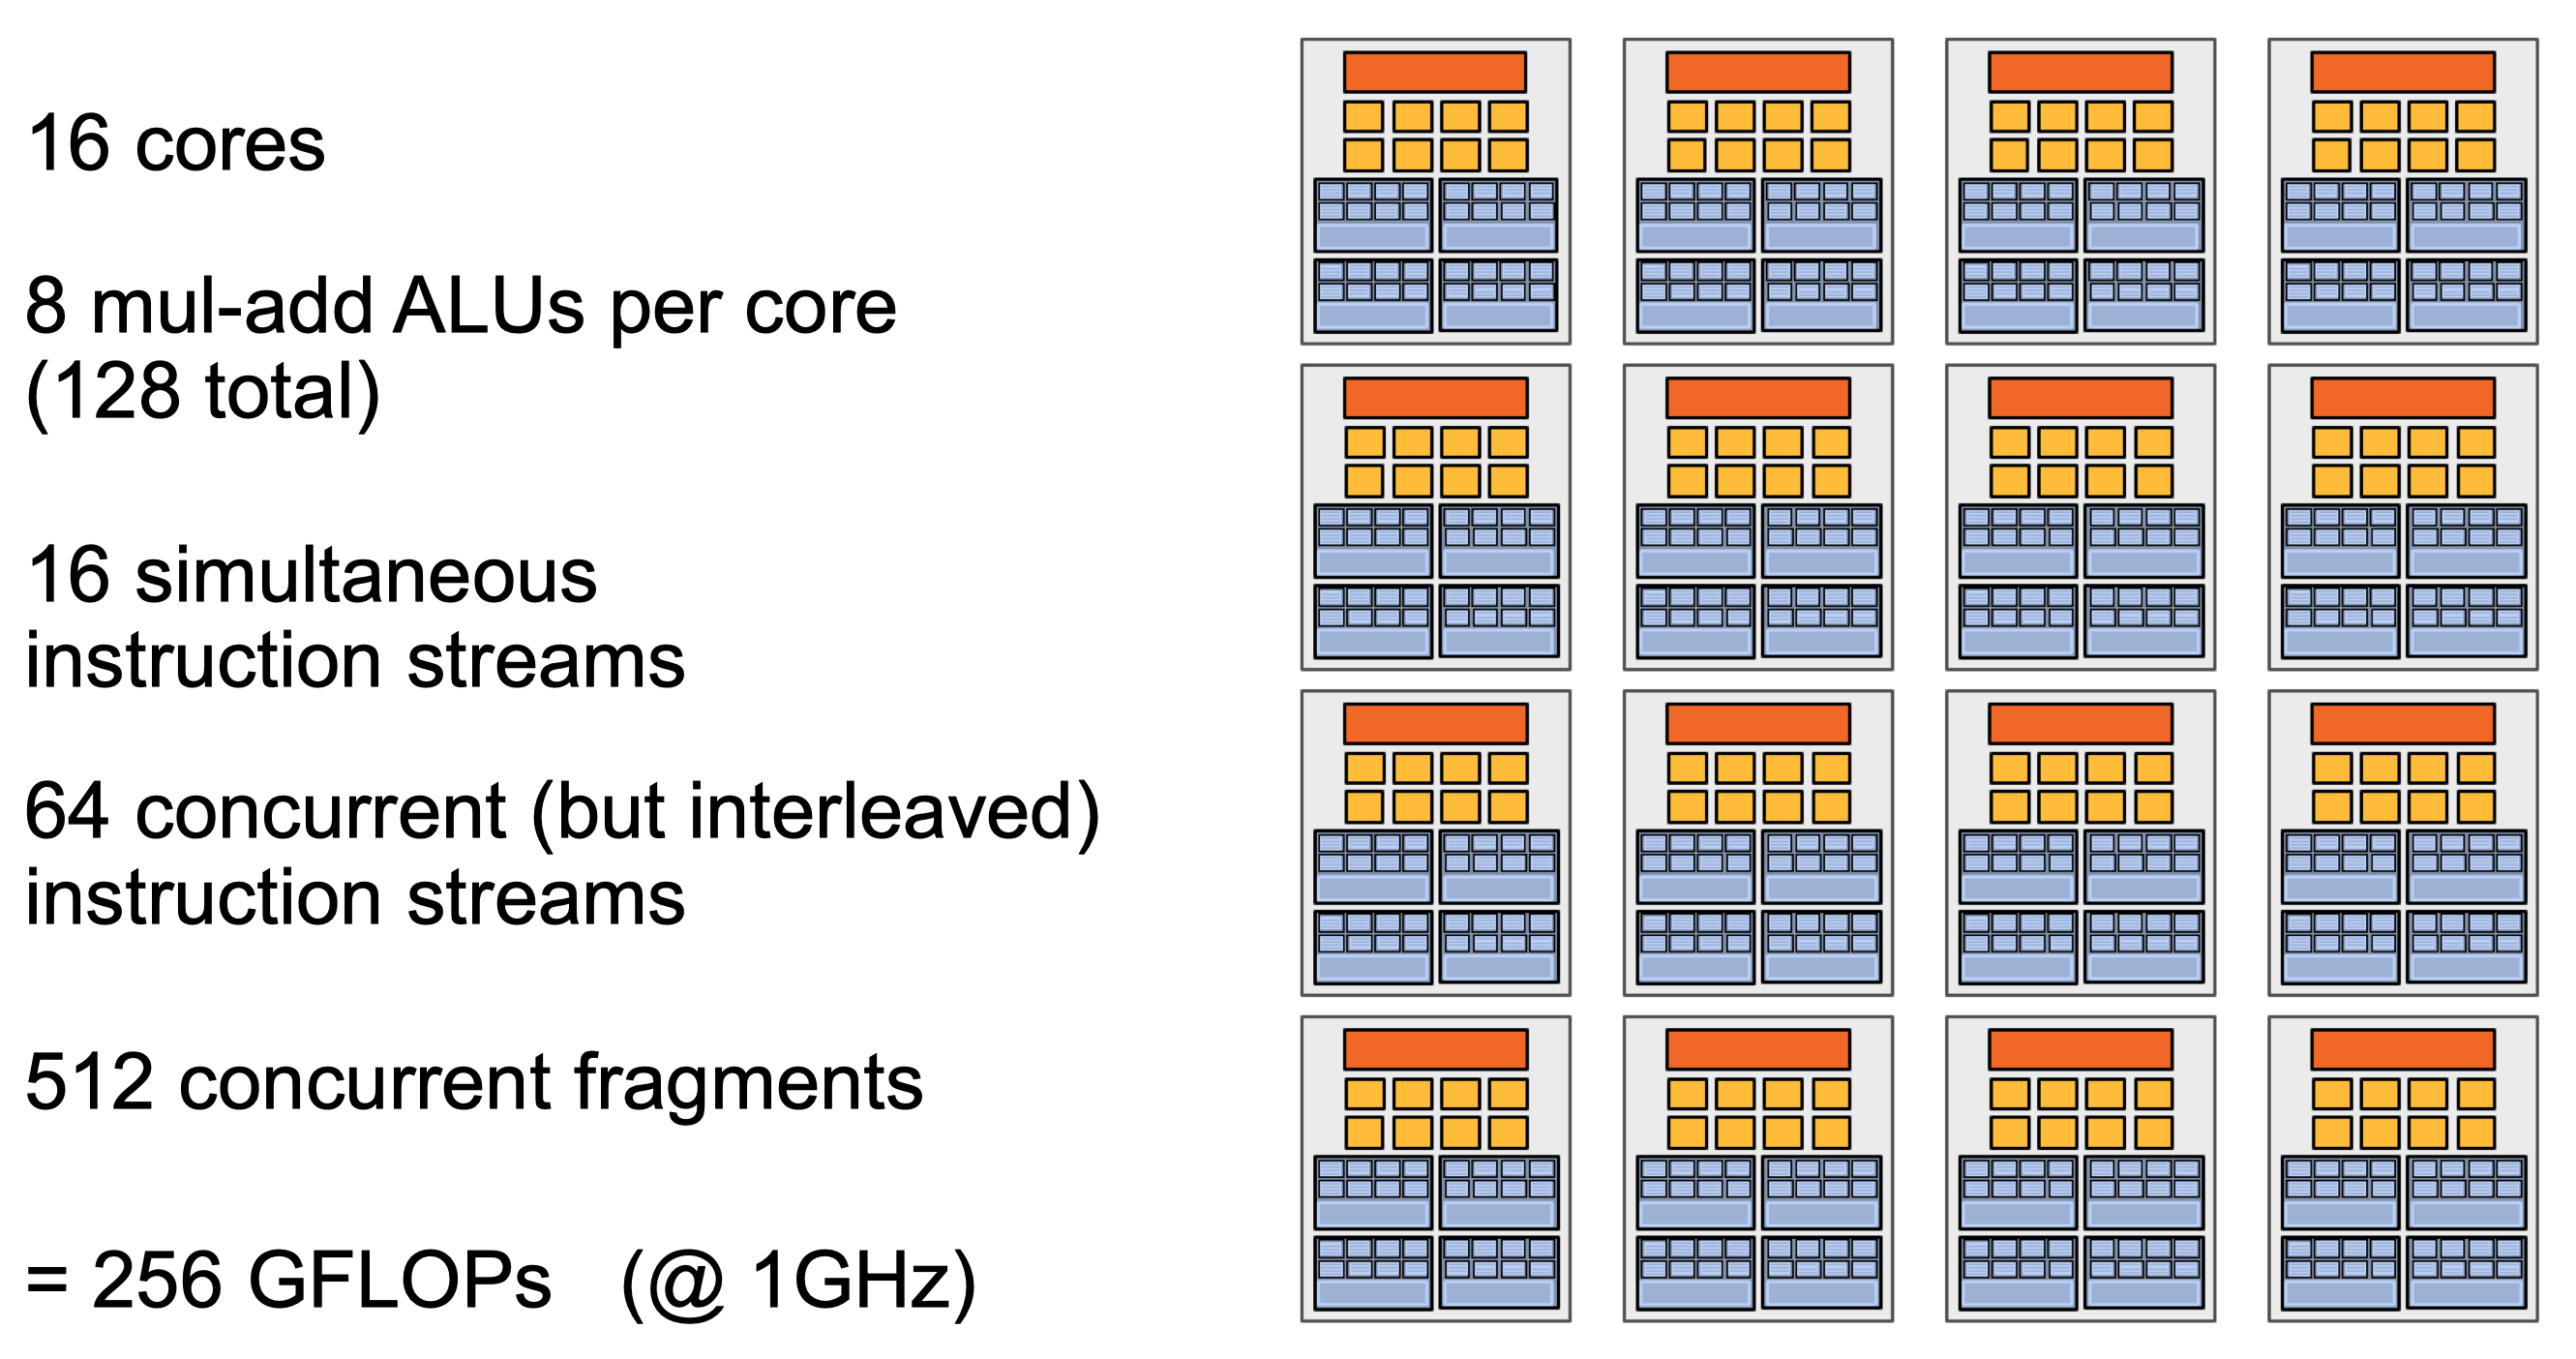 16 cores
8 mul-add ALUs per core
(128 total)
16 simultaneous
instruction streams
64 concurrent (but interleaved)
instruction streams
512 concurrent fragments
= 256 GFLOPs (@ 1GHz)